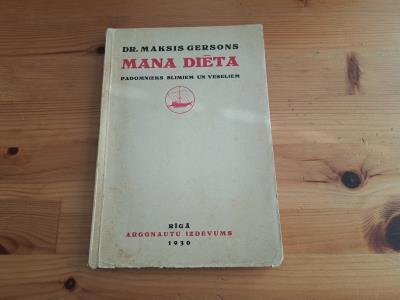 DR. MAKSIS GERSONS
MANA DIĒTA
PADOMNIEKS SLIMIEM UN VESELIEM
RĪGĀ
ARGONAUTU IZDEVUMS
1930